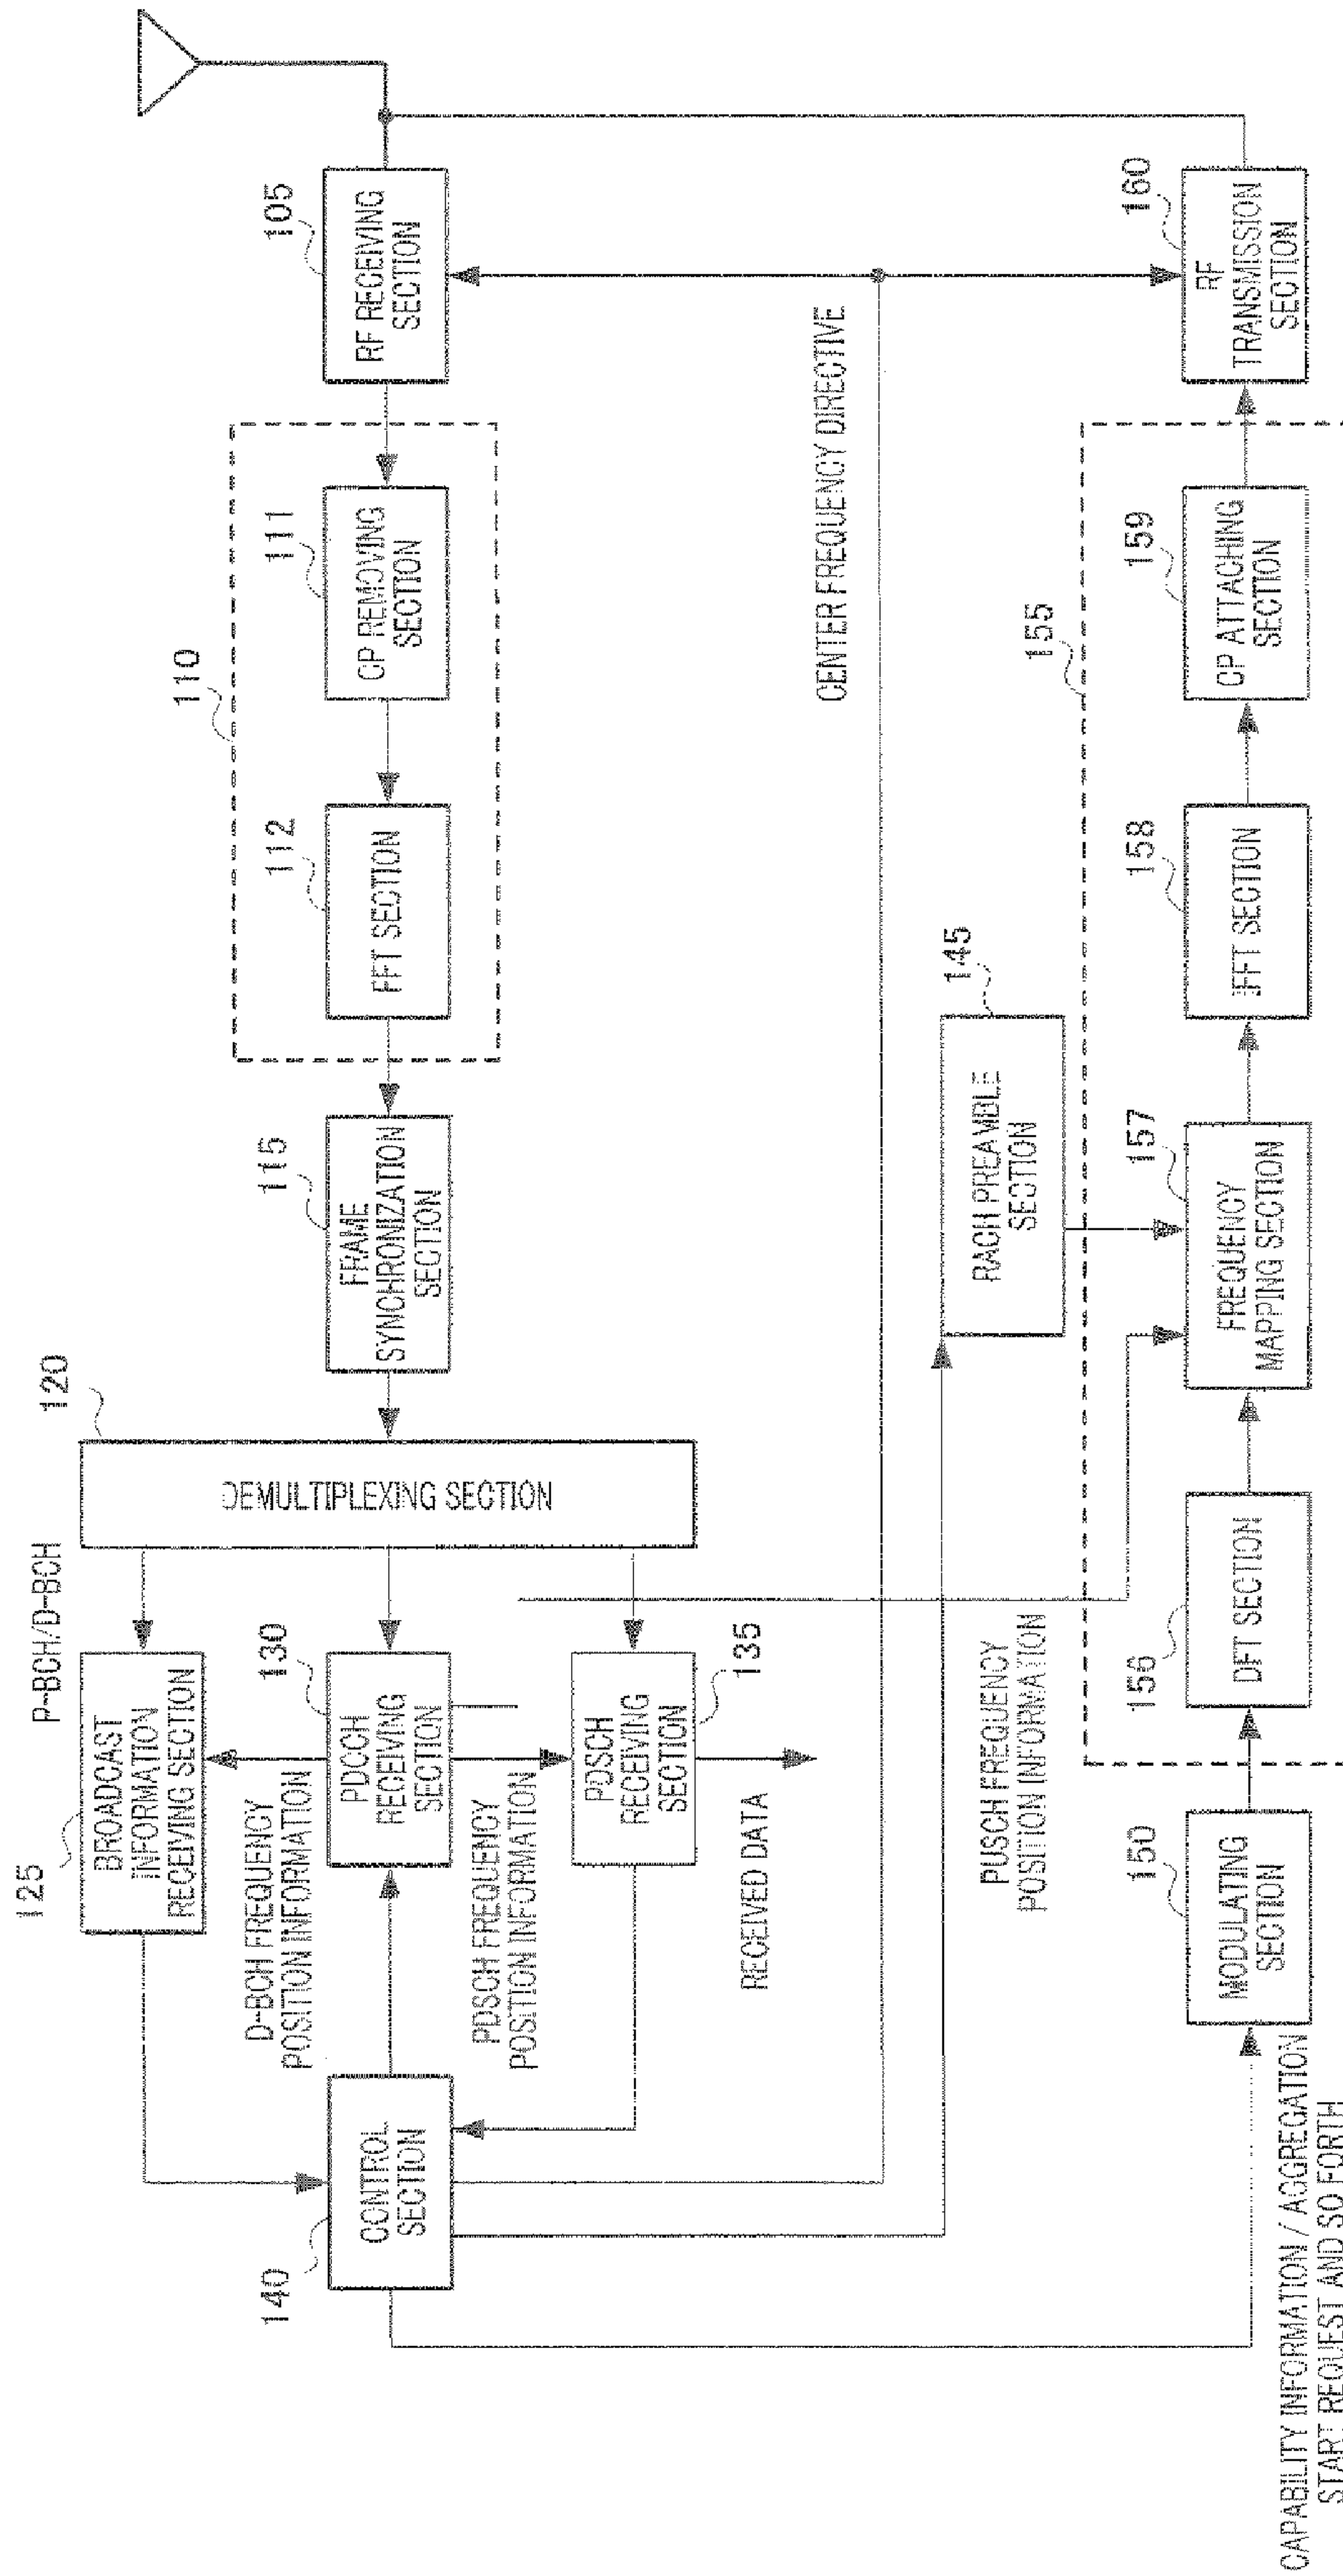 105
RF RECEIVING
SECTION
110
111
CP REMOVING
SECTION
112
FFT SECTION
115
FRAME
SYNCHRONIZATION
SECTION
120
DEMULTIPLEXING SECTION
P-BCH/D-BCH
125
BROADCAST
INFORMATION
RECEIVING SECTION
130
PDCCH
RECEIVING
SECTION
135
PDSCH
RECEIVING
SECTION
D-BCH FREQUENCY
POSITION INFORMATION
PDSCH FREQUENCY
POSITION INFORMATION
RECEIVED DATA
140
CONTROL
SECTION
CENTER FREQUENCY DIRECTIVE
145
RACH PREAMBLE
SECTION
PUSCH FREQUENCY
POSITION INFORMATION
CAPABILITY INFORMATION / AGGREGATION
START REQUEST AND SO FORTH
150
MODULATING
SECTION
155
156
DFT SECTION
157
FREQUENCY
MAPPING SECTION
158
IFFT SECTION
159
CP ATTACHING
SECTION
160
RF
TRANSMISSION
SECTION